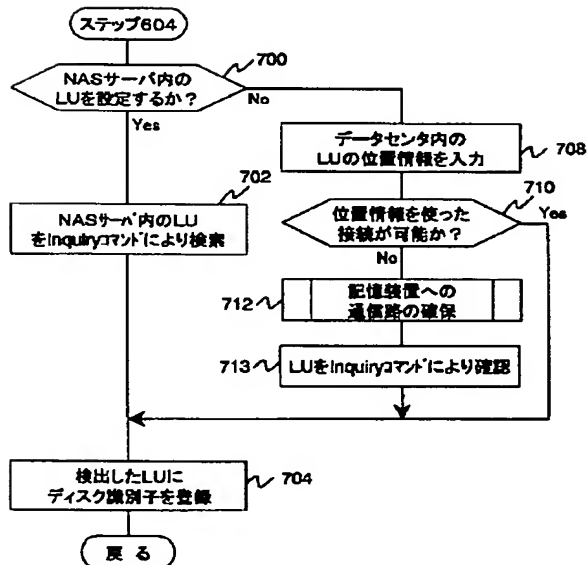 ステップ604
700
NASサーバ内の
LUを設定するか?
No
Yes
データセンタ内の
LUの位置情報を入力
708
702
NASサーバ内のLU
をInquiryコマンドにより検索
710
位置情報を使った
接続が可能か?
Yes
No
712
記憶装置への
通信路の確保
713
LUをInquiryコマンドにより確認
検出したLUに
ディスク識別子を登録
704
戻る